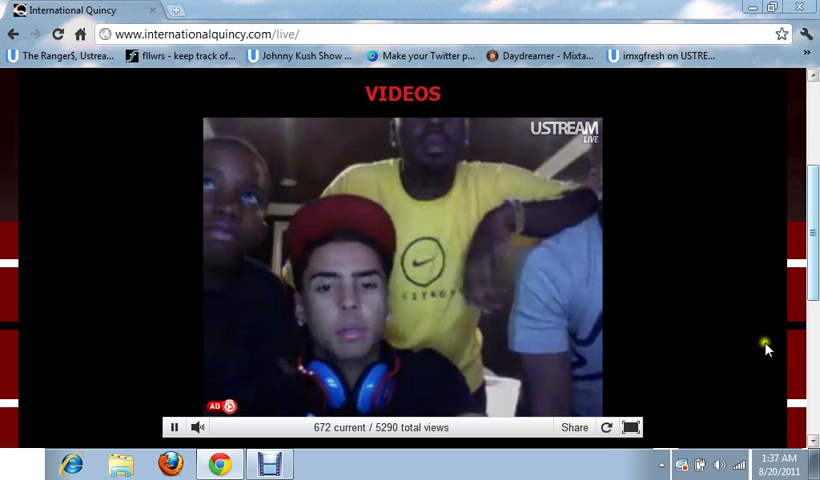 International Quincy
www.internationalquincy.com/live/
The Ranger$, Ustrea...
fllwrs - keep track of...
Johnny Kush Show ...
Make your Twitter p...
Daydreamer - Mixta...
imxgfresh on USTRE...
VIDEOS
USTREAM
LIVE
AD
672 current / 5290 total views
Share
1:37 AM
8/20/2011